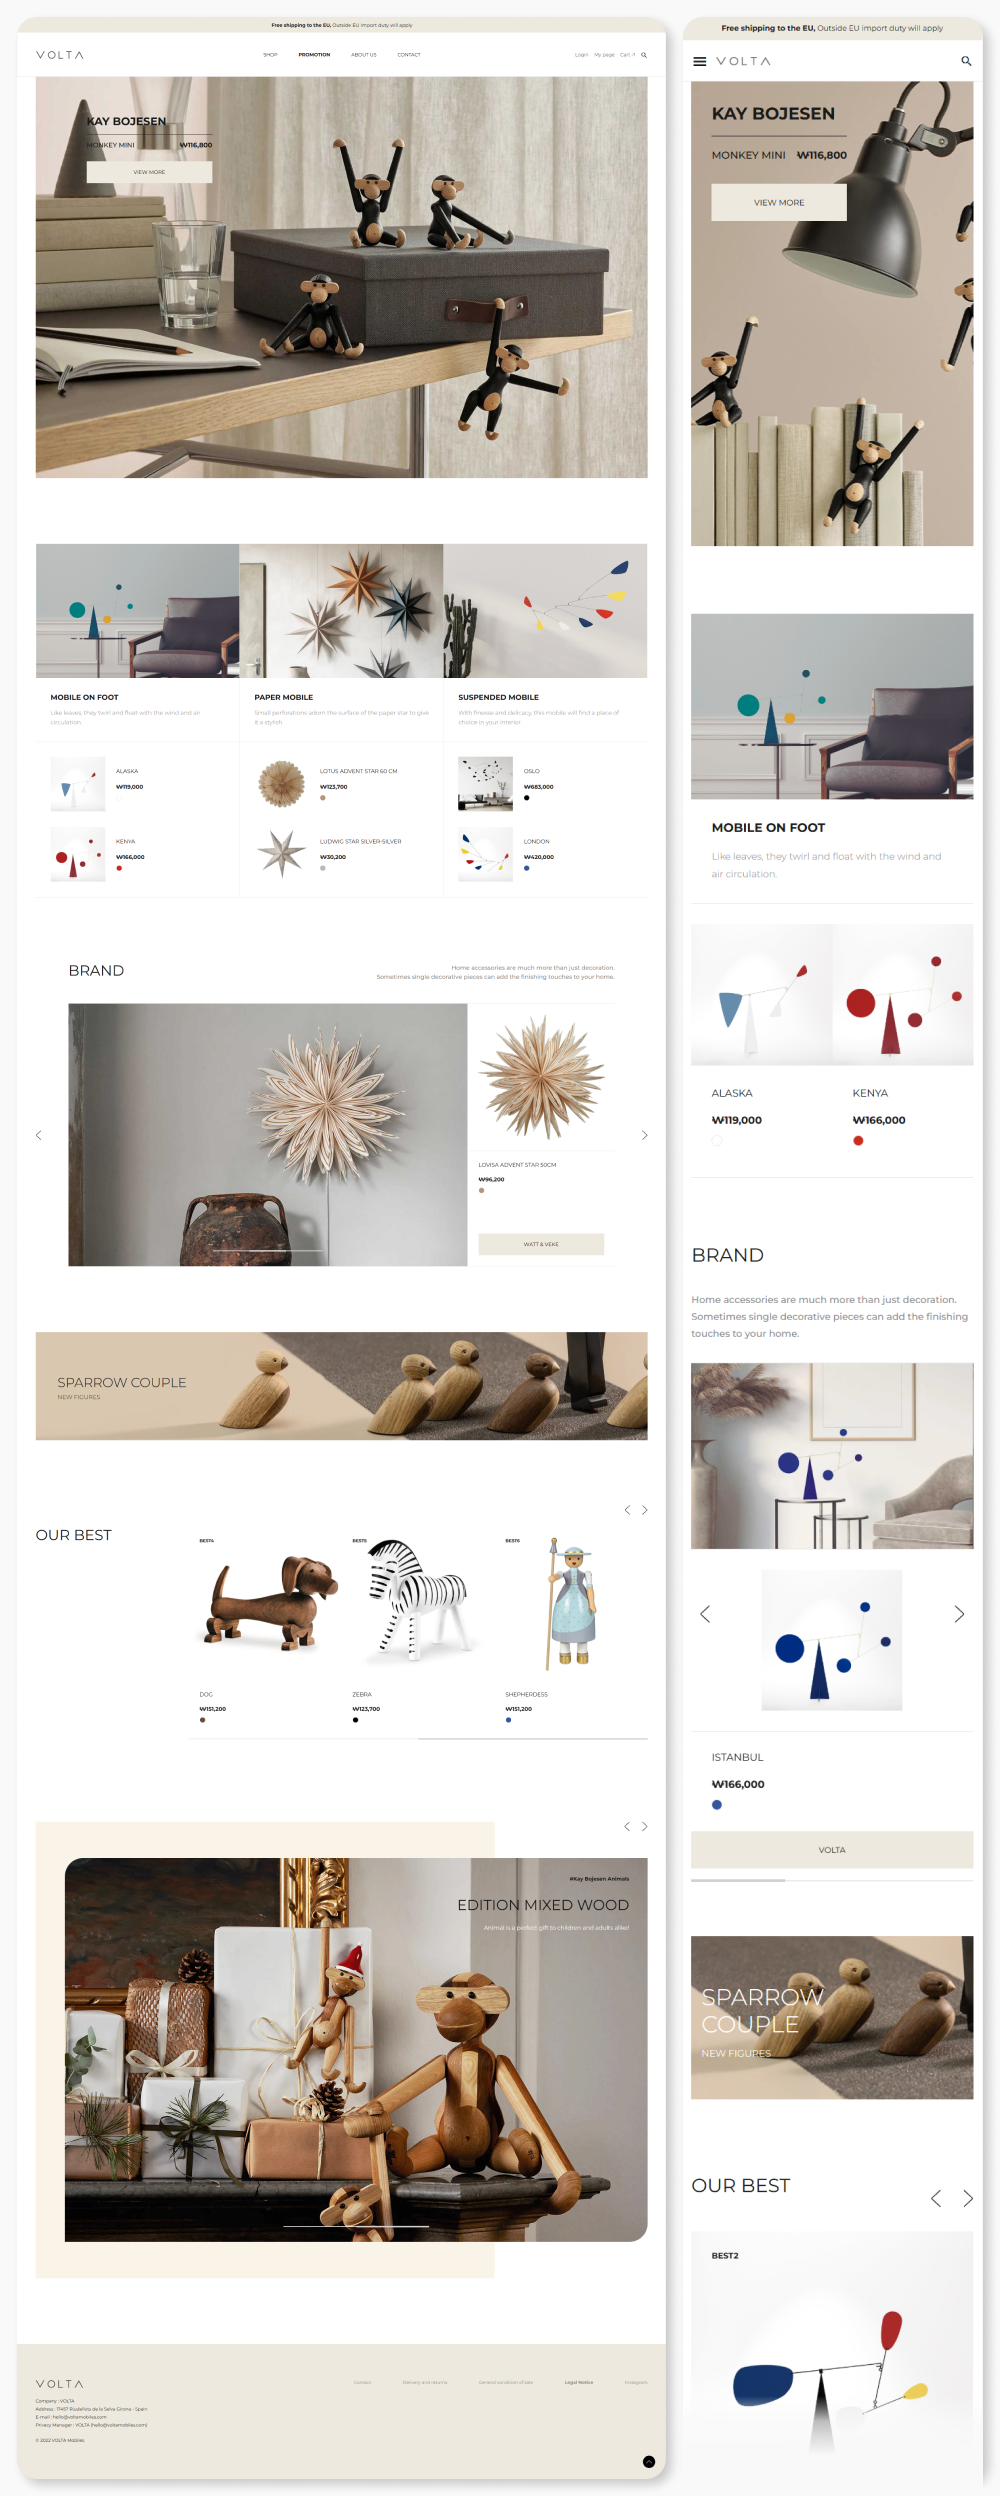 Free shipping to the EU, Outside EU import duty will apply
VOLTA
SHOP
PROMOTION
ABOUT US
CONTACT
Login
My page
Cart
KAY BOJESEN
MONKEY MINI ₩116,800
VIEW MORE
MOBILE ON FOOT
Like leaves, they twirl and float with the wind and air
circulation.
PAPER MOBILE
Small perforations adorn the surface of the paper star to give
it a stylish
SUSPENDED MOBILE
With finesse and delicacy, this mobile will find a place of
choice in your interior
ALASKA
₩119,000
LOTUS ADVENT STAR 60 CM
₩123,700
OSLO
₩683,000
KENYA
₩166,000
LUDWIG STAR SILVER-SILVER
₩30,200
LONDON
₩420,000
BRAND
Home accessories are much more than just decoration.
Sometimes single decorative pieces can add the finishing touches to your home.
LOVISA ADVENT STAR 50CM
₩96,200
WATT & VEKE
SPARROW COUPLE
NEW FIGURES
OUR BEST
BEST4
BEST5
BEST6
DOG
₩151,200
ZEBRA
₩123,700
SHEPHERDESS
₩151,200
#Kay Bojesen Animals
EDITION MIXED WOOD
Animal is a perfect gift to children and adults alike!
VOLTA
Contact
Delivery and returns
General condition of sale
Legal Notice
Instagram
Company : VOLTA
Address : 17457 Riudellots de la Selva Girona - Spain
E-mail : hello@voltamobiles.com
Privacy Manager : VOLTA (hello@voltamobiles.com)
© 2022 VOLTA Mobiles
Free shipping to the EU, Outside EU import duty will apply
VOLTA
KAY BOJESEN
MONKEY MINI ₩116,800
VIEW MORE
MOBILE ON FOOT
Like leaves, they twirl and float with the wind and
air circulation.
ALASKA
₩119,000
KENYA
₩166,000
BRAND
Home accessories are much more than just decoration.
Sometimes single decorative pieces can add the finishing
touches to your home.
ISTANBUL
₩166,000
VOLTA
SPARROW
COUPLE
NEW FIGURES
OUR BEST
BEST2